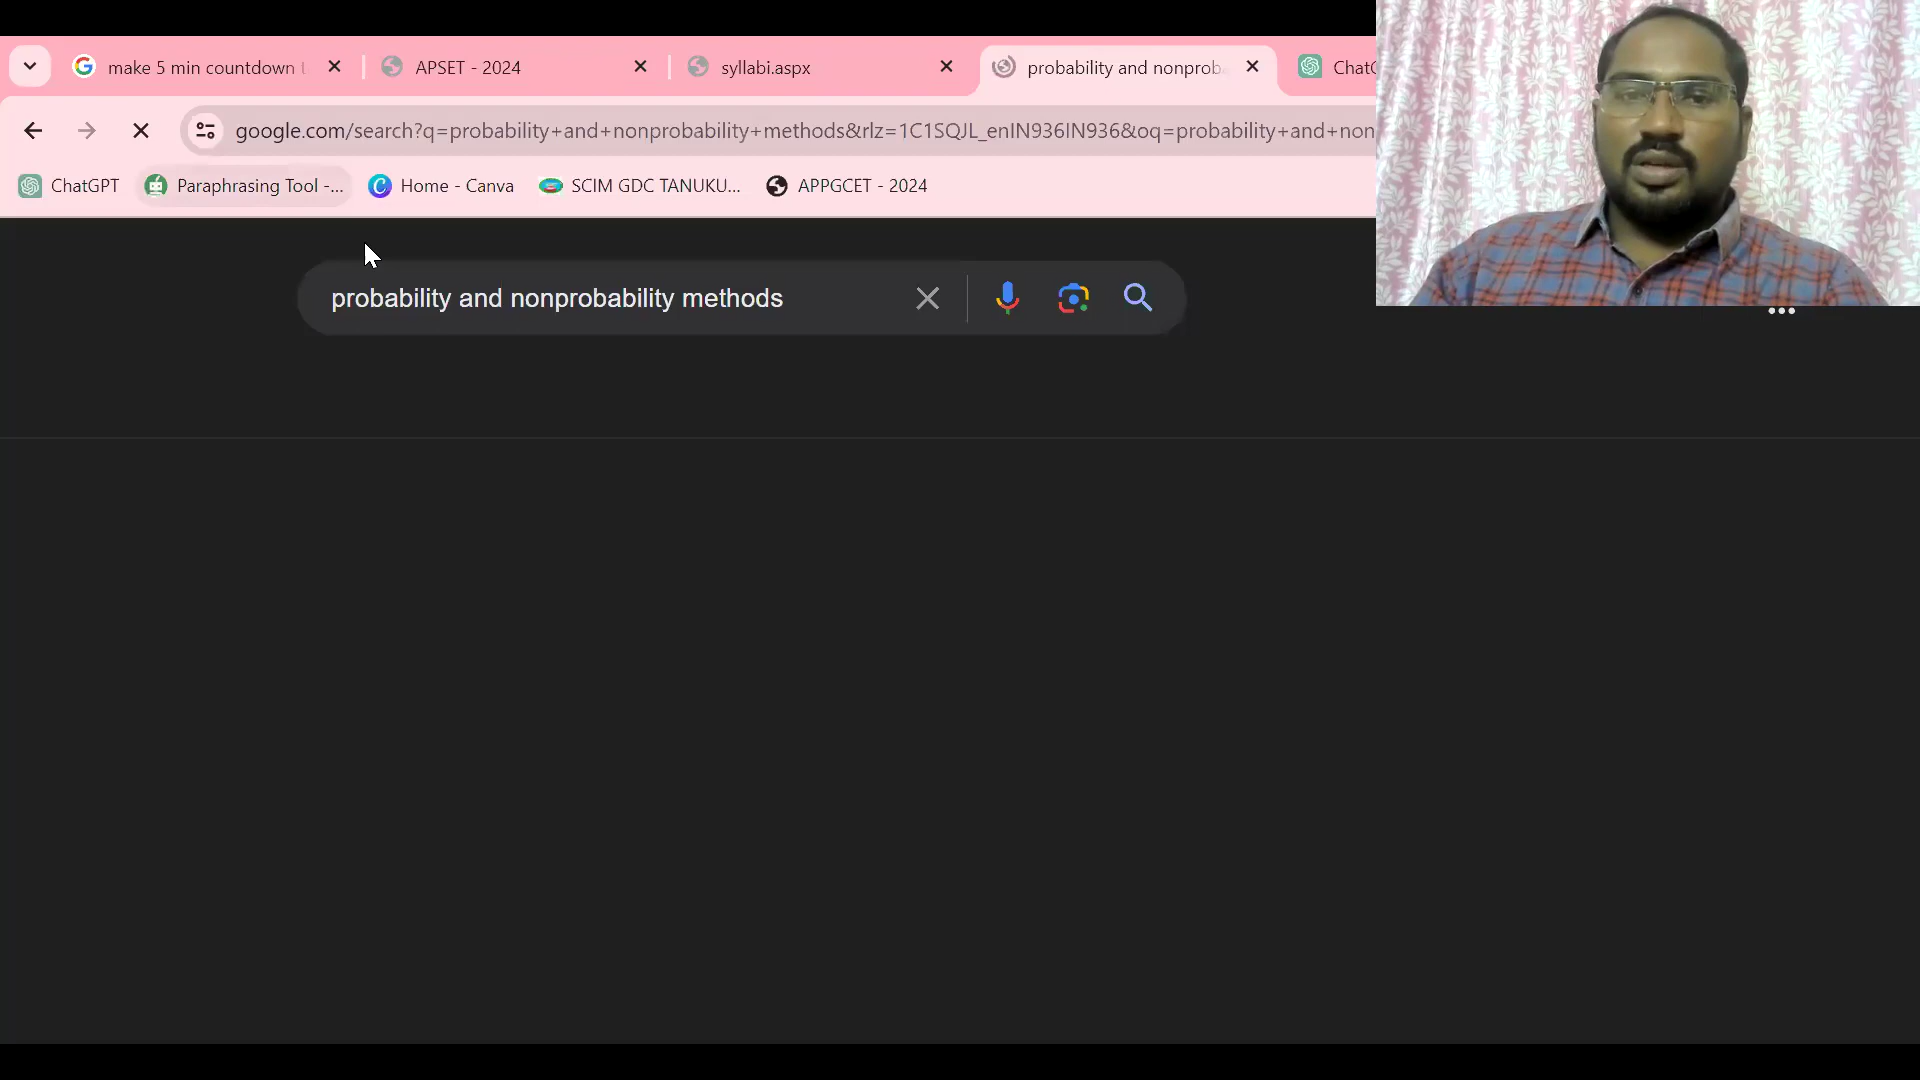 make 5 min countdown
APSET - 2024
syllabi.aspx
probability and nonprob
ChatG
google.com/search?q=probability+and+nonprobability+methods&rlz=1C1SQJL_enIN936IN936&oq=probability+and+non
ChatGPT
Paraphrasing Tool -...
Home - Canva
SCIM GDC TANUKU...
APPGCET - 2024
probability and nonprobability methods